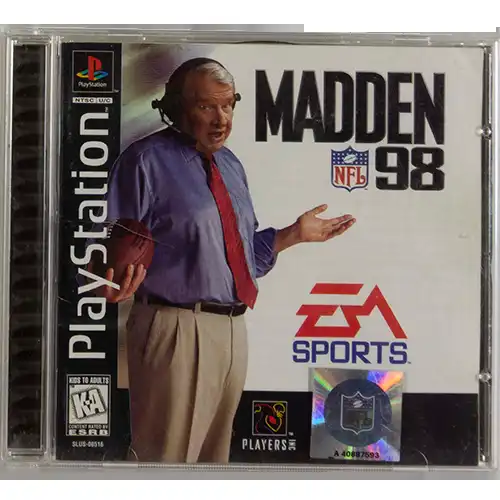 PlayStation
NTSC U/C
PlayStation
MADDEN
NFL
98
EA
SPORTS
KIDS TO ADULTS
K-A
CONTENT RATED BY
ESRB
SLUS-00516
PLAYERS INC
NFL
A 40887593